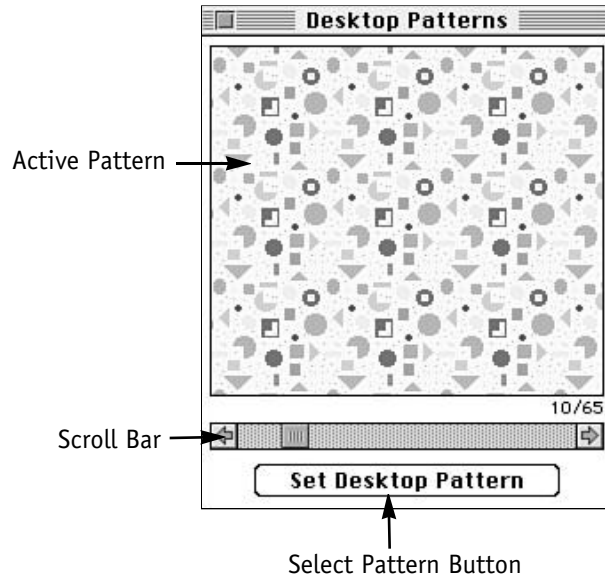 Desktop Patterns
Active Pattern
10/65
Scroll Bar
Set Desktop Pattern
Select Pattern Button